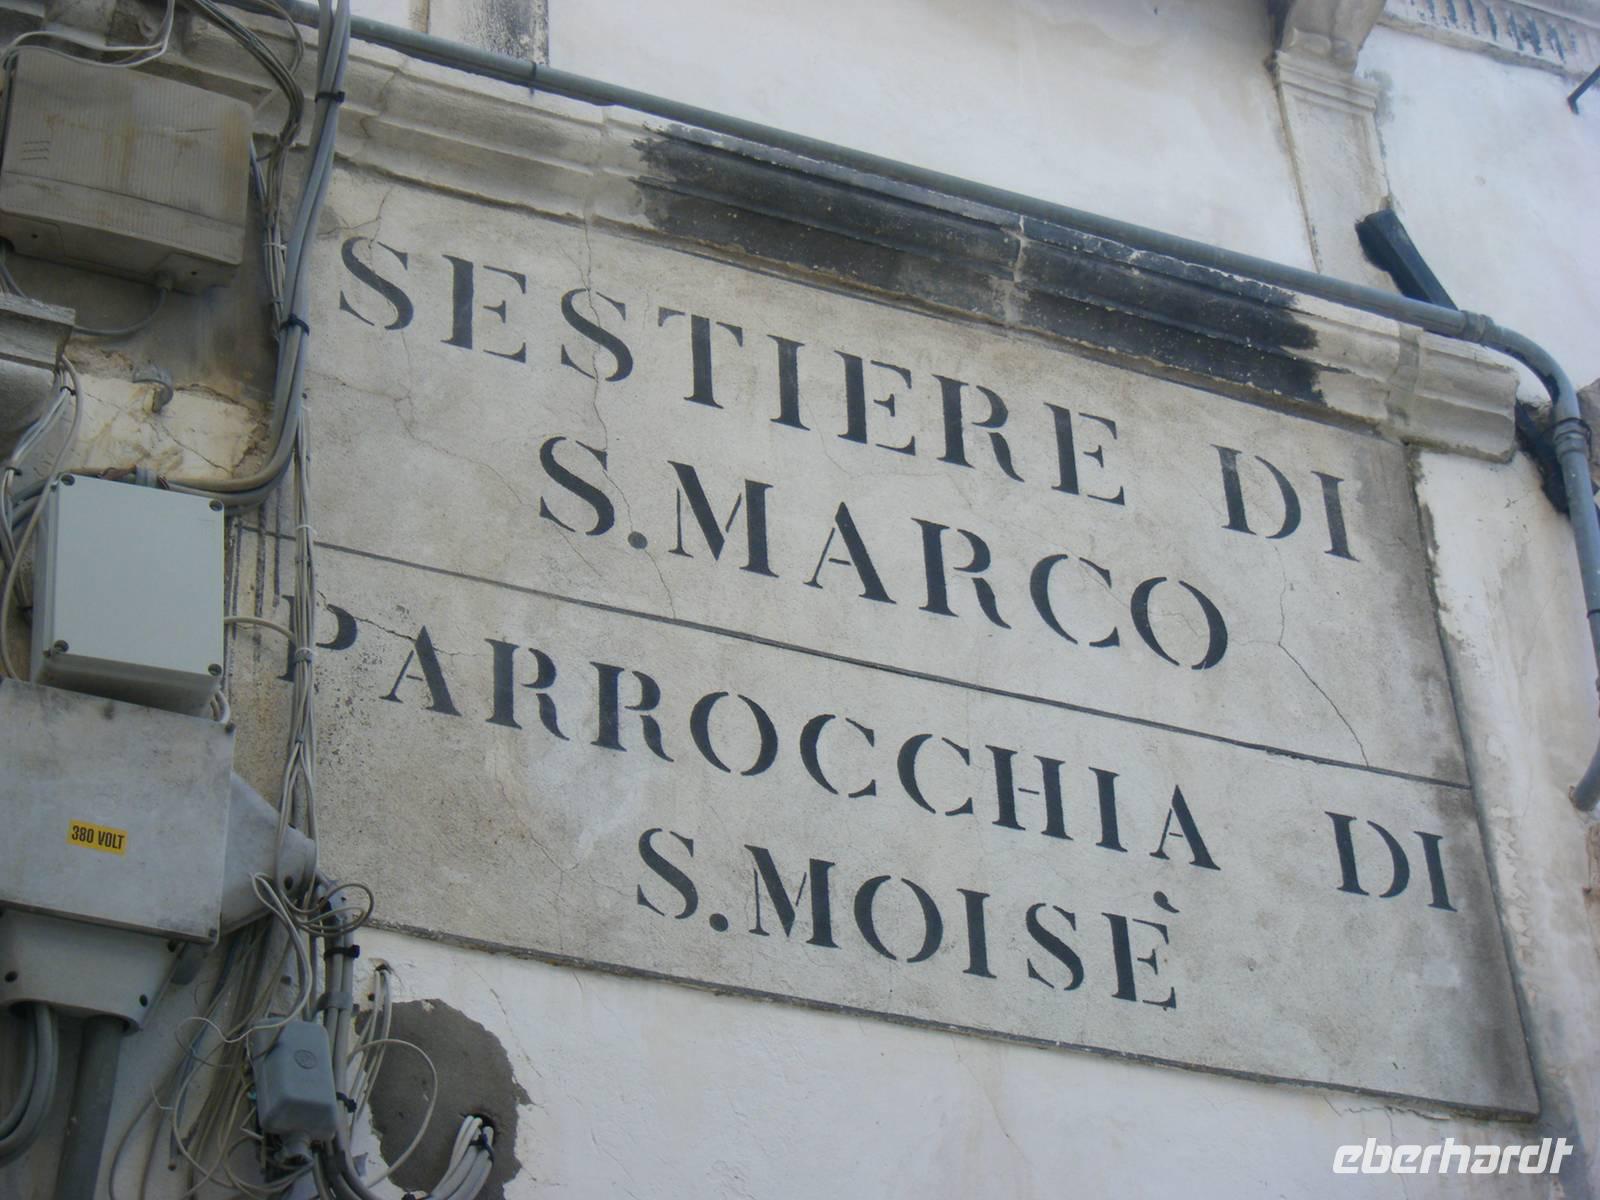 SESTIERE DI
S. MARCO
PARROCCHIA DI
S. MOISÈ
380 VOLT
eberhardt